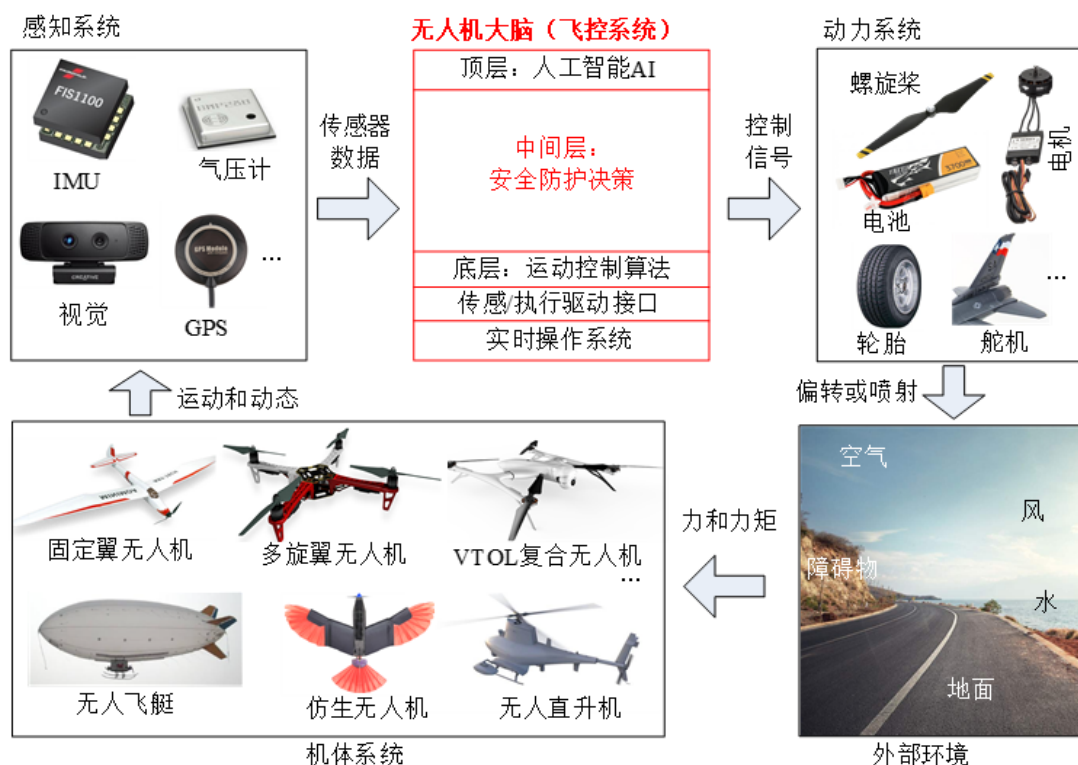 感知系统
无人机大脑（飞控系统）
动力系统
FIS1100
IMU
气压计
CREATIVE
视觉
GPS Module
GPS
...
传感器
数据
顶层：人工智能AI
中间层：
安全防护决策
底层：运动控制算法
传感/执行驱动接口
实时操作系统
控制
信号
螺旋桨
电机
3700
电池
轮胎
舵机
...
运动和动态
偏转或喷射
固定翼无人机
多旋翼无人机
VTOL复合无人机
...
无人飞艇
仿生无人机
无人直升机
机体系统
力和力矩
空气
风
障碍物
水
地面
外部环境